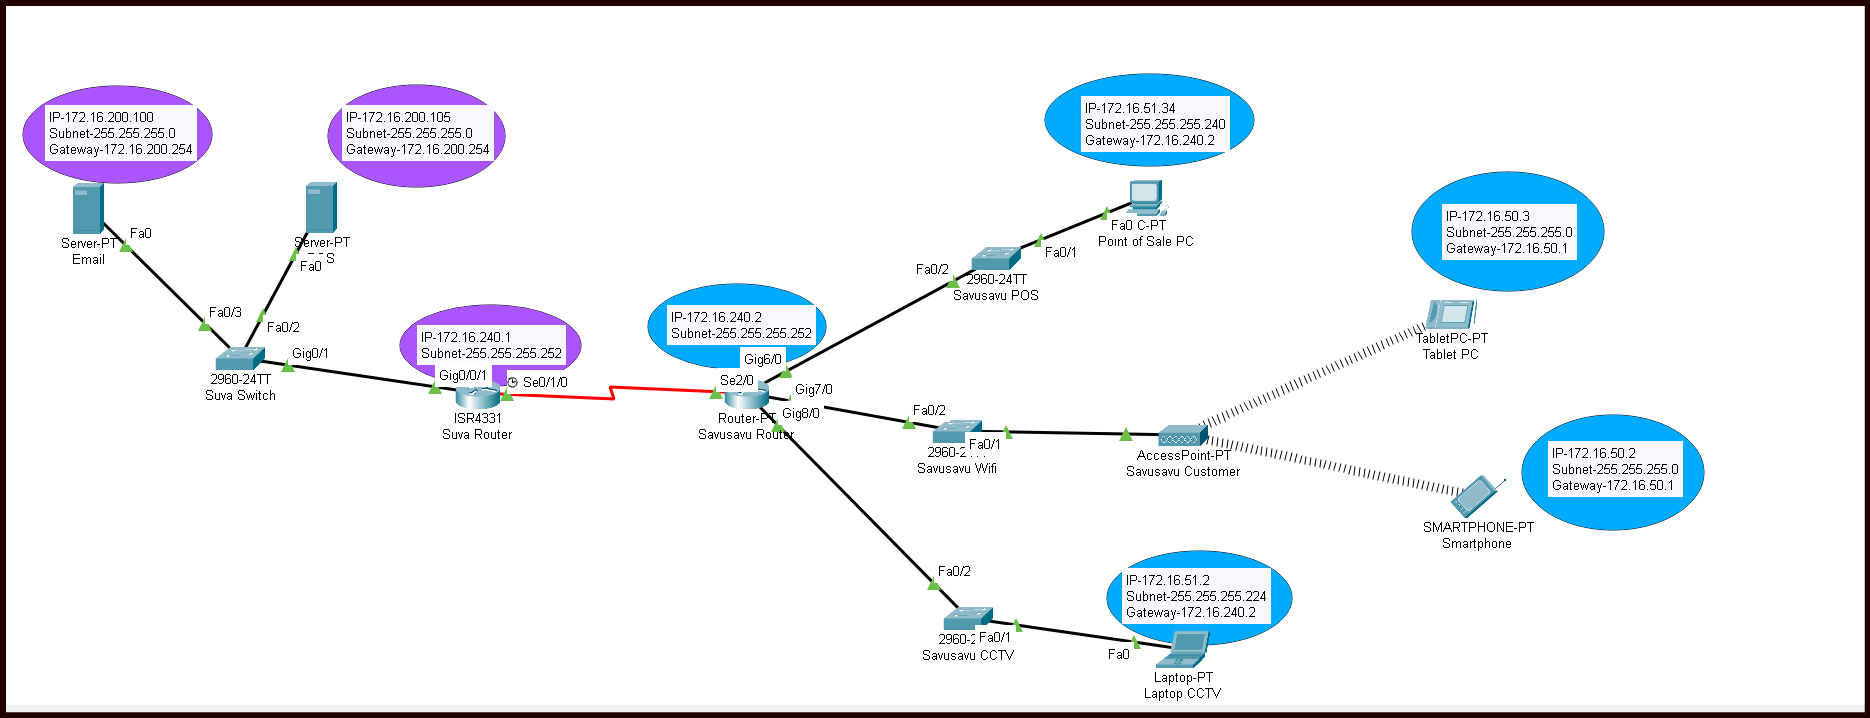 IP-172.16.200.100
Subnet-255.255.255.0
Gateway-172.16.200.254
Server-PT
Email
Fa0
IP-172.16.200.105
Subnet-255.255.255.0
Gateway-172.16.200.254
Server-PT
S
Fa0
Fa0/3
Fa0/2
Gig0/1
2960-24TT
Suva Switch
IP-172.16.240.1
Subnet-255.255.255.252
Gig0/0/1
Se0/1/0
ISR4331
Suva Router
IP-172.16.240.2
Subnet-255.255.255.252
Gig6/0
Se2/0
Gig7/0
Gig8/0
Router-PT
Savusavu Router
IP-172.16.51.34
Subnet-255.255.255.240
Gateway-172.16.240.2
Fa0 C-PT
Point of Sale PC
Fa0/1
Fa0/2
2960-24TT
Savusavu POS
IP-172.16.50.3
Subnet-255.255.255.0
Gateway-172.16.50.1
TabletPC-PT
Tablet PC
Fa0/2
Fa0/1
2960-2
Savusavu Wifi
AccessPoint-PT
Savusavu Customer
IP-172.16.50.2
Subnet-255.255.255.0
Gateway-172.16.50.1
SMARTPHONE-PT
Smartphone
Fa0/2
2960-2
Fa0/1
Savusavu CCTV
IP-172.16.51.2
Subnet-255.255.255.224
Gateway-172.16.240.2
Fa0
Laptop-PT
Laptop CCTV